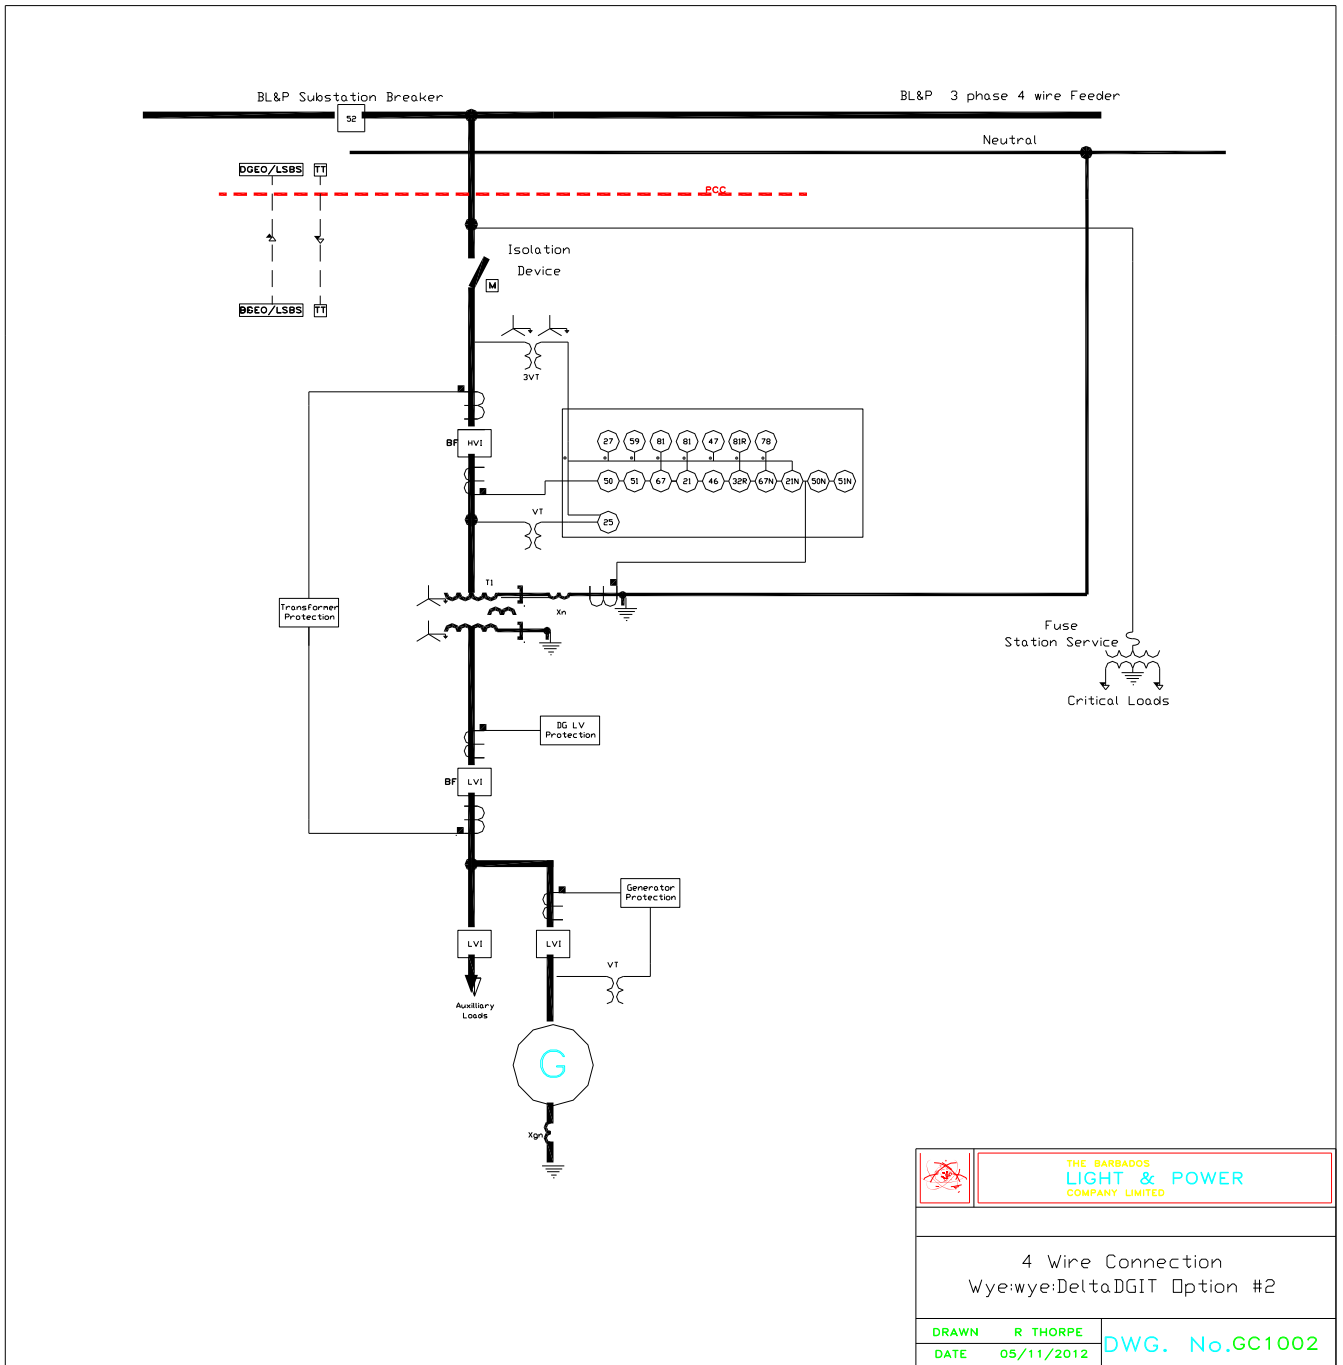 BL&P Substation Breaker
BL&P 3 phase 4 wire Feeder
52
Neutral
DGEO/LSBS TT
PCC
Isolation
Device
M
DGEO/LSBS TT
3VT
BF HVI
27 59 81 81 47 81R 78
50 51 67 21 46 32R 67N 21N 50N 51N
VT
25
T1
Xn
Transformer
Protection
Fuse
Station Service
Critical Loads
DG LV
Protection
BF LVI
Generator
Protection
LVI
LVI
VT
Auxilliary
Loads
G
Xgn
THE BARBADOS
LIGHT & POWER
COMPANY LIMITED
4 Wire Connection
Wye:wye:DeltaDGIT Option #2
DRAWN R THORPE
DATE 05/11/2012
DWG. No.GC1002